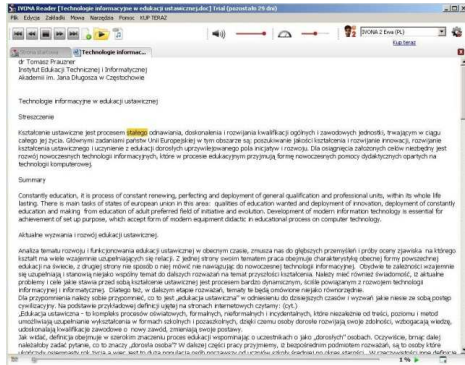 IVONA Reader [Technologie informacyjne w edukacji ustawicznej.doc] Trial (pozostało 29 dni)
Plik Edycja Zakładki Mowa Narzędzia Pomoc KUP TERAZ
IVONA 2 Ewa (PL)
Kup teraz
Technologie informac...
dr Tomasz Prauzner
Instytut Edukacji Technicznej i Informatycznej
Akademii im. Jana Długosza w Częstochowie
Technologie informacyjne w edukacji ustawicznej
Streszczenie
Kształcenie ustawiczne jest procesem stałego odnawiania, doskonalenia i rozwijania kwalifikacji ogólnych i zawodowych jednostki, trwającym w ciągu
całego jej życia. Głównymi zadaniami państw Unii Europejskiej w tym obszarze są: poszukiwanie jakości kształcenia i rozwijanie innowacji, rozwijanie
kształcenia ustawicznego i uczynienie z edukacji dorosłych uprzywilejowanego pola inicjatyw i rozwoju. Dla osiągnięcia założonych celów niezbędny jest
rozwój nowoczesnych technologii informacyjnych, które w procesie edukacyjnym przyjmują formę nowoczesnych pomocy dydaktycznych opartych na
technologii komputerowej.
Summary
Constantly education, it is process of constant renewing, perfecting and deployment of general qualification and professional units, within its whole life
lasting. There is main tasks of states of european union in this area: qualities of education wanted and deployment of innovation, deployment of constantly
education and making from education of adult preferred field of initiative and evolution. Development of modern information technology is essential for
achievement of set up purpose, which accept form of modern equipment didactic in educational process on computer technology.
Aktualne wyzwania i rozwój edukacji ustawicznej.
Analiza tematu rozwoju i funkcjonowania edukacji ustawicznej w obecnym czasie, zmusza nas do głębszych przemyśleń i próby oceny zjawiska na którego
kształt ma wiele wzajemnie uzupełniających się relacji. Z jednej strony swoim tematem praca obejmuje charakterystykę obecnej formy powszechnej
edukacji na świecie, z drugiej strony nie sposób o niej mówić nie nawiązując do nowoczesnej technologii informacyjnej. Obydwie te zależności wzajemnie
się uzupełniają i stanowią niejako wspólny temat do dalszych rozważań na temat przyszłości kształcenia. Należy mieć również świadomość, iż aktualne
problemy i cele jakie stawia przed sobą kształcenie ustawicznej jest procesem bardzo dynamicznym, ściśle powiązanym z rozwojem technologii
informacyjnej i informatycznej. Dlatego też, w dalszym etapie rozważań, tematy te będą omówione niejako równorzędnie.
Dla przypomnienia należy sobie przypomnieć, co to jest „edukacja ustawiczna” w odniesieniu do dzisiejszych czasów i wyzwań jakie niesie ze sobą postęp
cywilizacyjny. Na podstawie przykładowej definicji ujętej na stronach internetowych czytamy: (cyt.)
„Edukacja ustawiczna - to kompleks procesów oświatowych, formalnych, nieformalnych i incydentalnych, które niezależnie od treści, poziomu i metod
umożliwiają uzupełnianie wykształcenia w formach szkolnych i pozaszkolnych, dzięki czemu osoby dorosłe rozwijają swoje zdolności, wzbogacają wiedzę,
udoskonalają kwalifikacje zawodowe o nowy zawód, zmieniają swoje postawy.
Jak widać, definicja obejmuje w szerokim znaczeniu proces edukacji wspominając o uczestnikach o jako „dorosłych” osobach. Oczywiście, brnąc dalej
należałoby zadać pytanie, co to znaczy „dorosła osoba”? W dalszej części pracy przyjmiemy, iż bezpośrednim podmiotem rozważań, są to osoby które
1 %